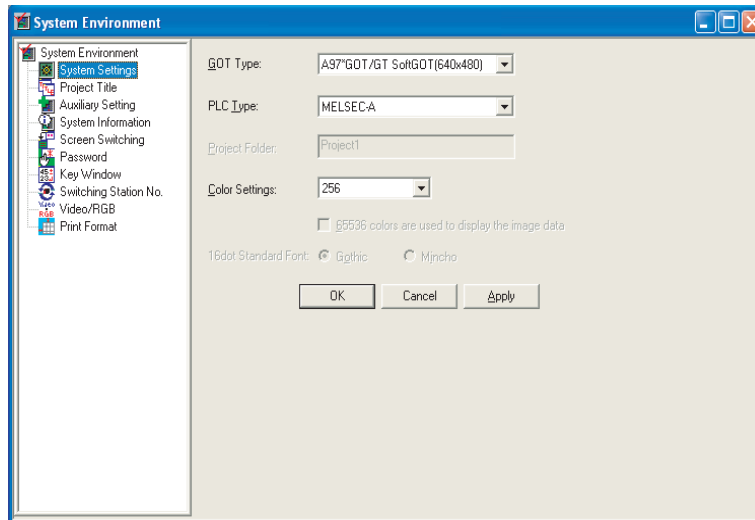 System Environment
System Environment
System Settings
Project Title
Auxiliary Setting
System Information
Screen Switching
Password
Key Window
Switching Station No.
Video/RGB
Print Format
GOT Type: A97*GOT/GT SoftGOT(640x480)
PLC Type: MELSEC-A
Project Folder: Project1
Color Settings: 256
65536 colors are used to display the image data
16dot Standard Font: Gothic Mincho
OK Cancel Apply